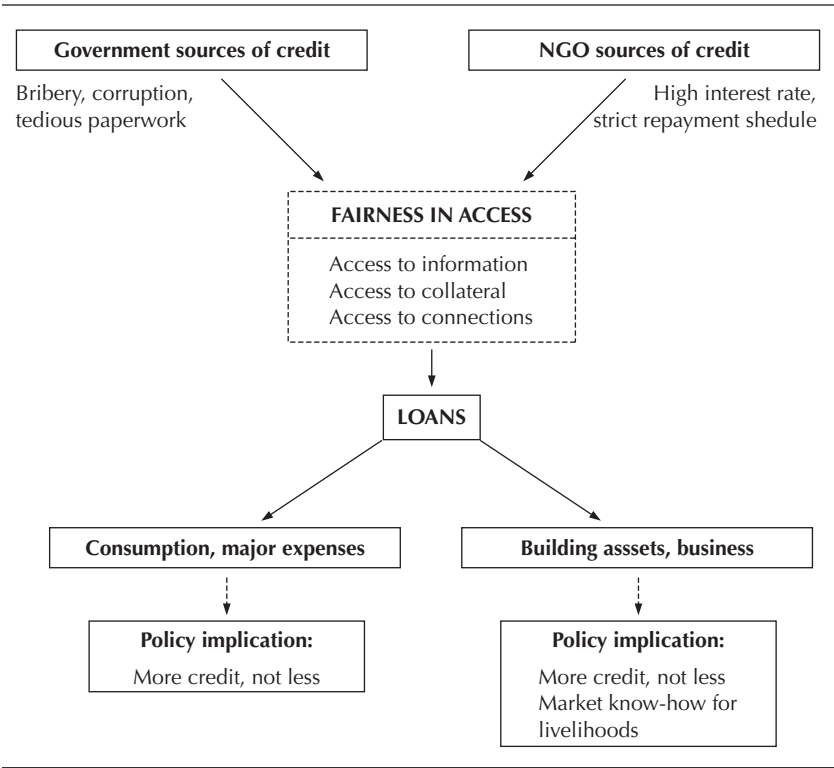 Government sources of credit
NGO sources of credit
Bribery, corruption,
tedious paperwork
High interest rate,
strict repayment shedule
FAIRNESS IN ACCESS
Access to information
Access to collateral
Access to connections
LOANS
Consumption, major expenses
Building asssets, business
Policy implication:
More credit, not less
Policy implication:
More credit, not less
Market know-how for
livelihoods